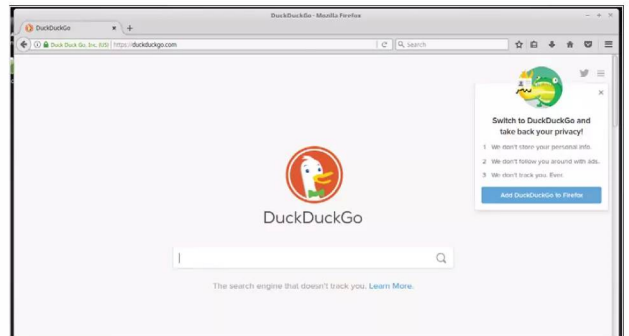 DuckDuckGo - Mozilla Firefox
DuckDuckGo
Duck Duck Go, Inc. (US)
https://duckduckgo.com
Search
Switch to DuckDuckGo and
take back your privacy!
1 We don't store your personal info.
2 We don't follow you around with ads.
3 We don't track you. Ever.
Add DuckDuckGo to Firefox
DuckDuckGo
The search engine that doesn't track you. Learn More.